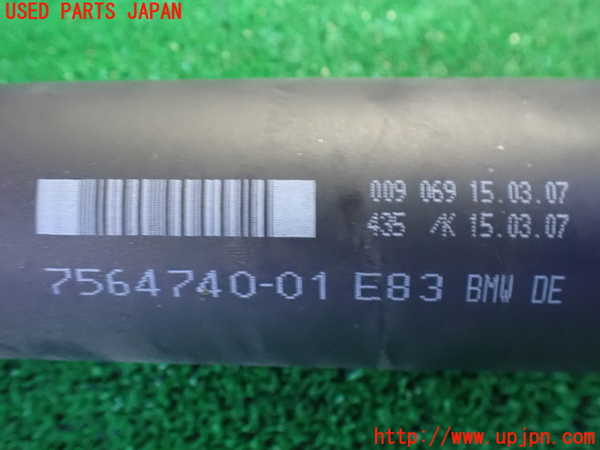 USED PARTS JAPAN
009 069 15.03.07
435 /K 15.03.07
7564740-01 E83 BMW DE
http://www.upjpn.com/